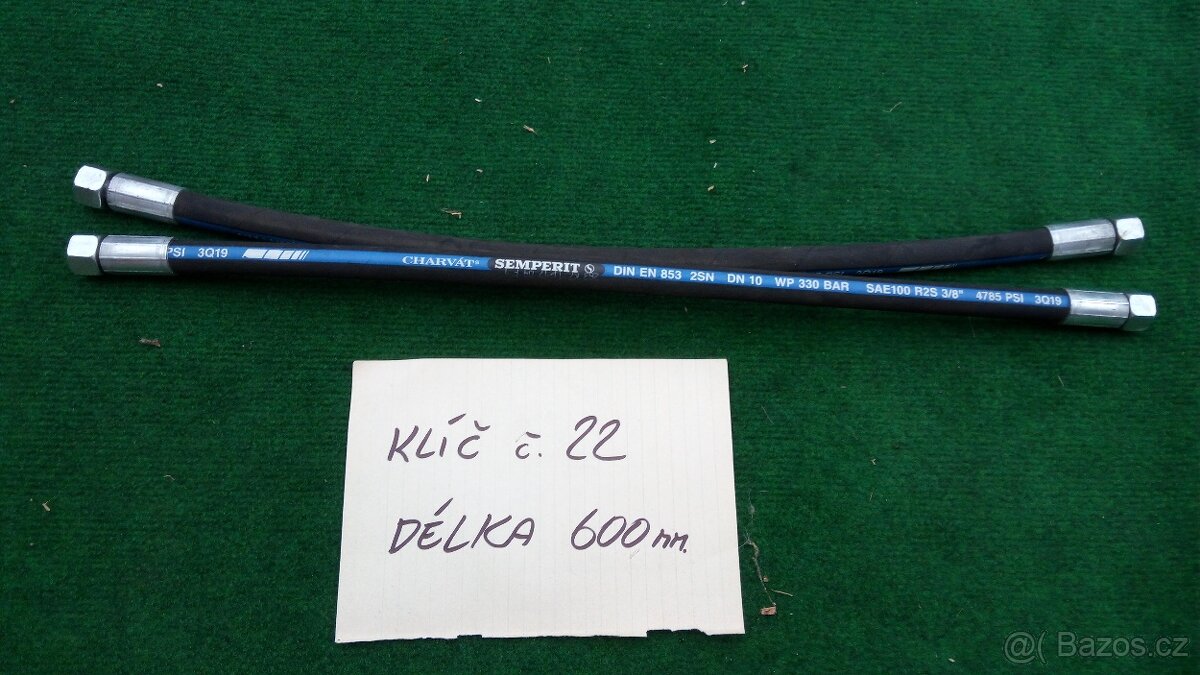 PSI 3Q19 CHARVÁT® SEMPERIT S DIN EN 853 2SN DN 10 WP 330 BAR SAE100 R2S 3/8" 4785 PSI 3Q19
KLÍČ č. 22
DÉLKA 600mm.
@( Bazos.cz